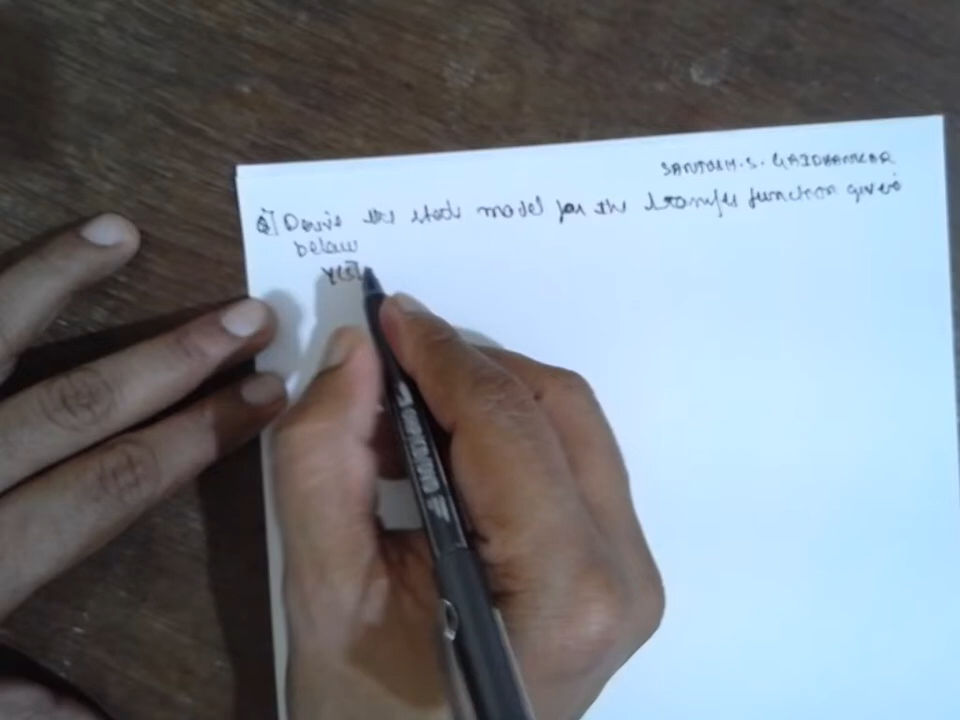 SANTOSH.S. GAIDHANKAR
Q] Derive the state model for the transfer function given
below
Y(s)